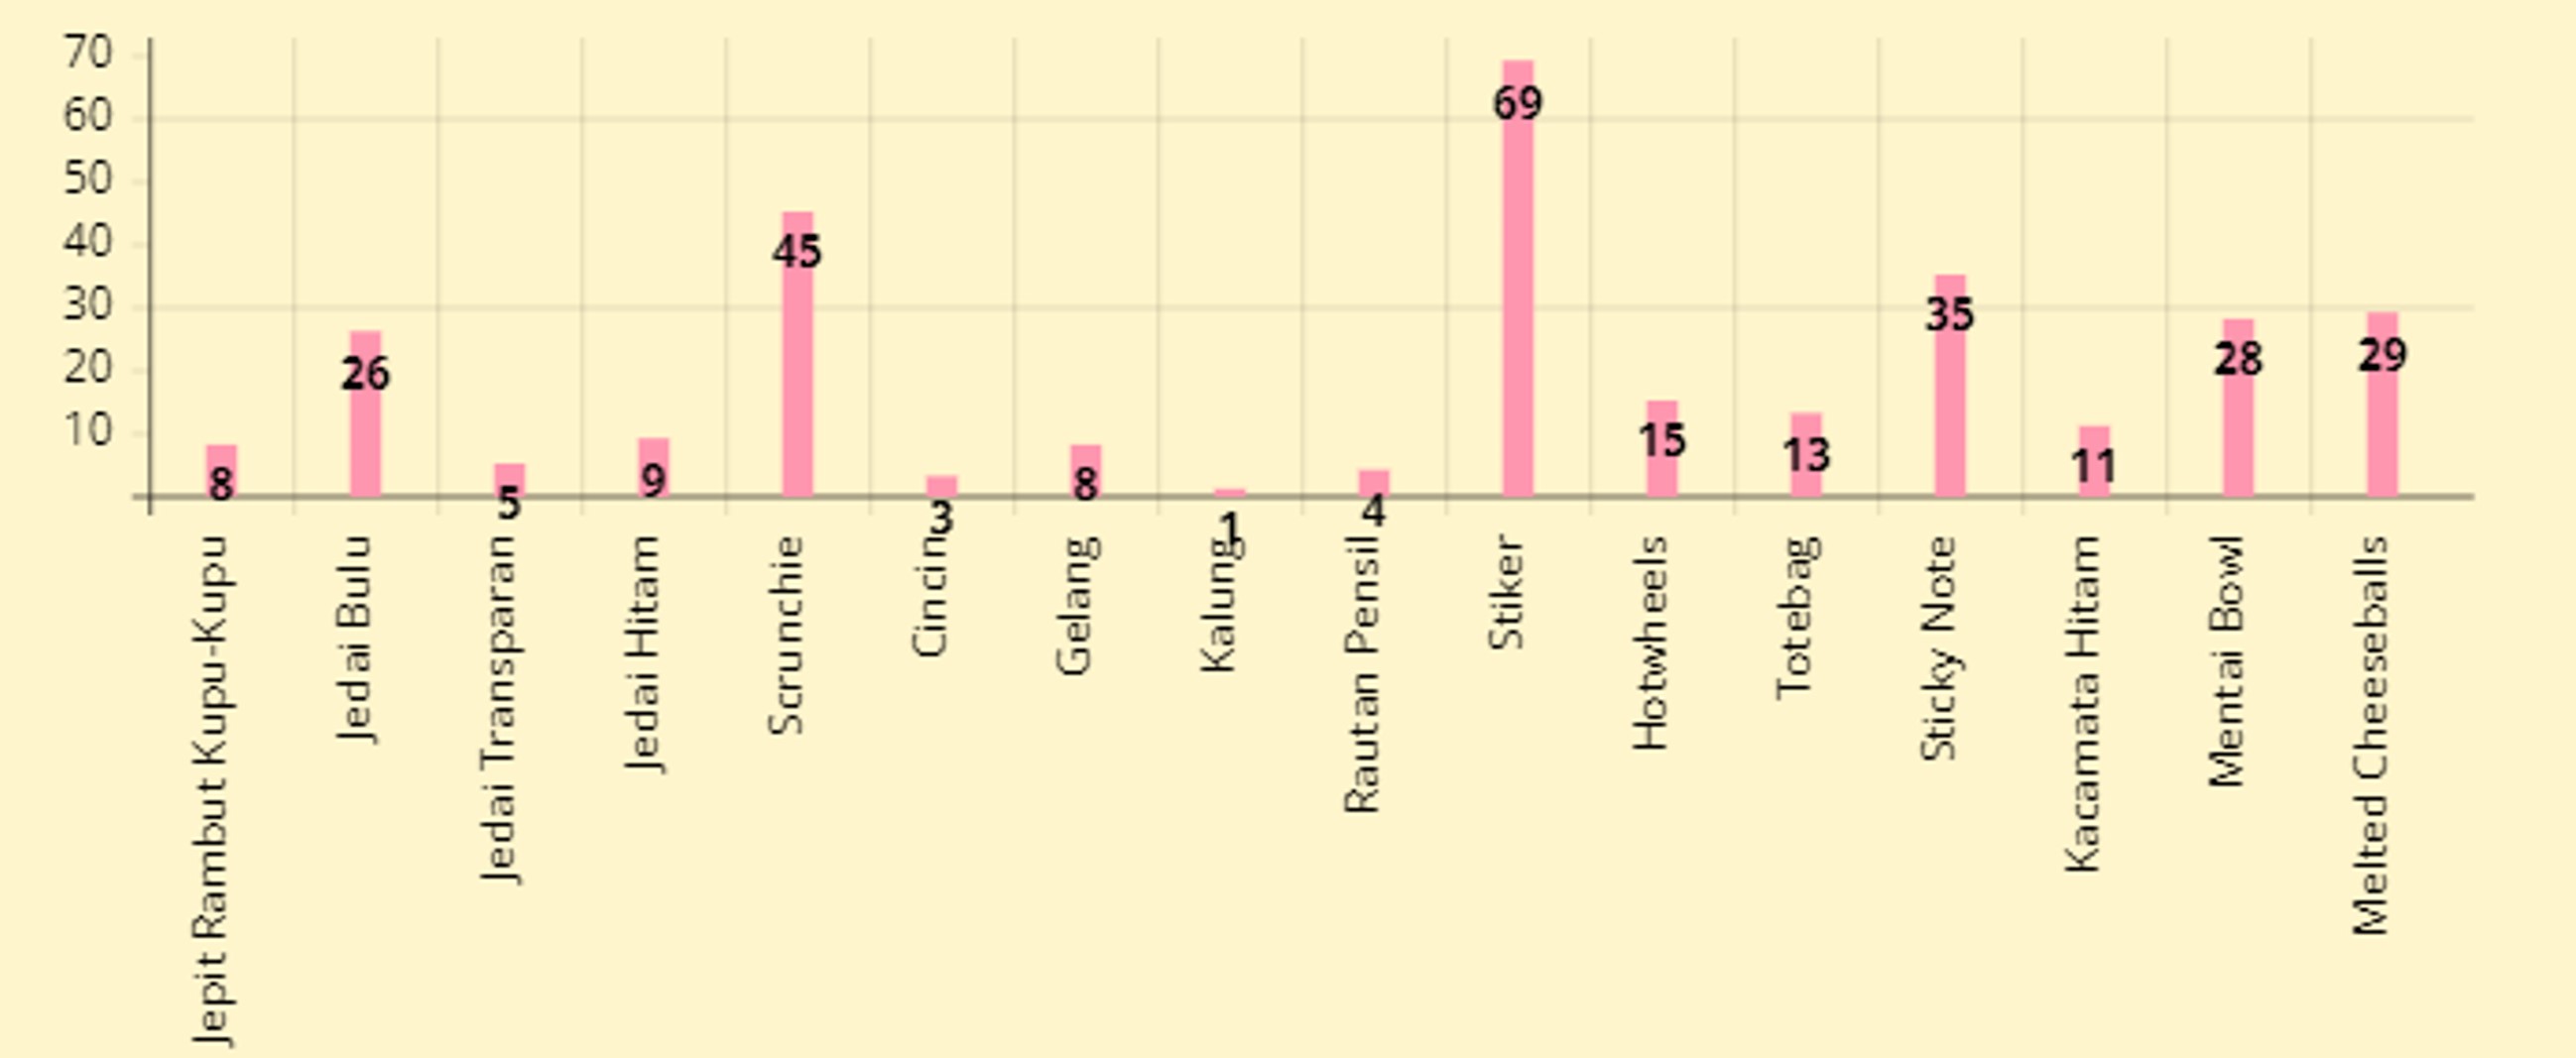 70
60
50
40
30
20
10
8
26
5
9
45
3
8
1
4
69
15
13
35
11
28
29
Jepit Rambut Kupu-Kupu
Jedai Bulu
Jedai Transparan
Jedai Hitam
Scrunchie
Cincin
Gelang
Kalung
Rautan Pensil
Stiker
Hotwheels
Totebag
Sticky Note
Kacamata Hitam
Mentai Bowl
Melted Cheeseballs